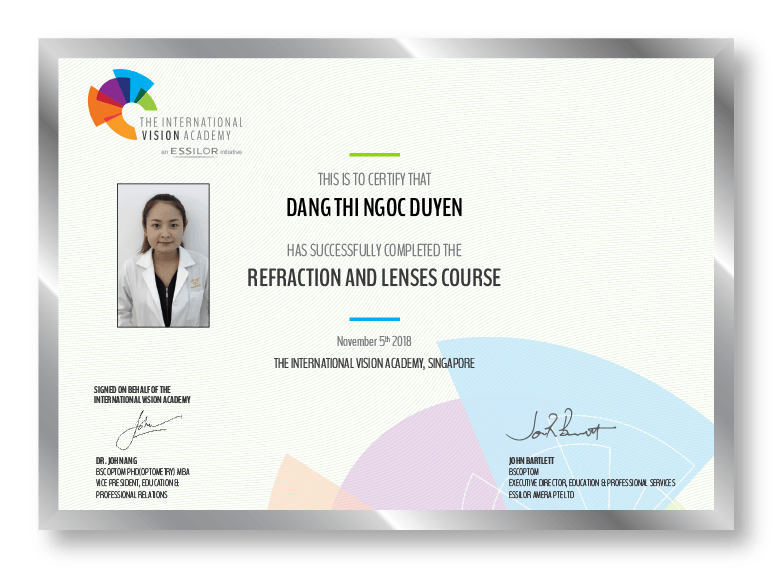 THE INTERNATIONAL
VISION ACADEMY
an ESSILOR initiative
THIS IS TO CERTIFY THAT
DANG THI NGOC DUYEN
HAS SUCCESSFULLY COMPLETED THE
REFRACTION AND LENSES COURSE
November 5th 2018
THE INTERNATIONAL VISION ACADEMY, SINGAPORE
SIGNED ON BEHALF OF THE
INTERNATIONAL VISION ACADEMY
DR. JOHN ANG
BSCOPTOM PHD(OPTOMETRY) MBA
VICE PRESIDENT, EDUCATION &
PROFESSIONAL RELATIONS
JOHN BARTLETT
BSCOPTOM
EXECUTIVE DIRECTOR, EDUCATION & PROFESSIONAL SERVICES
ESSILOR AMERA PTE LTD